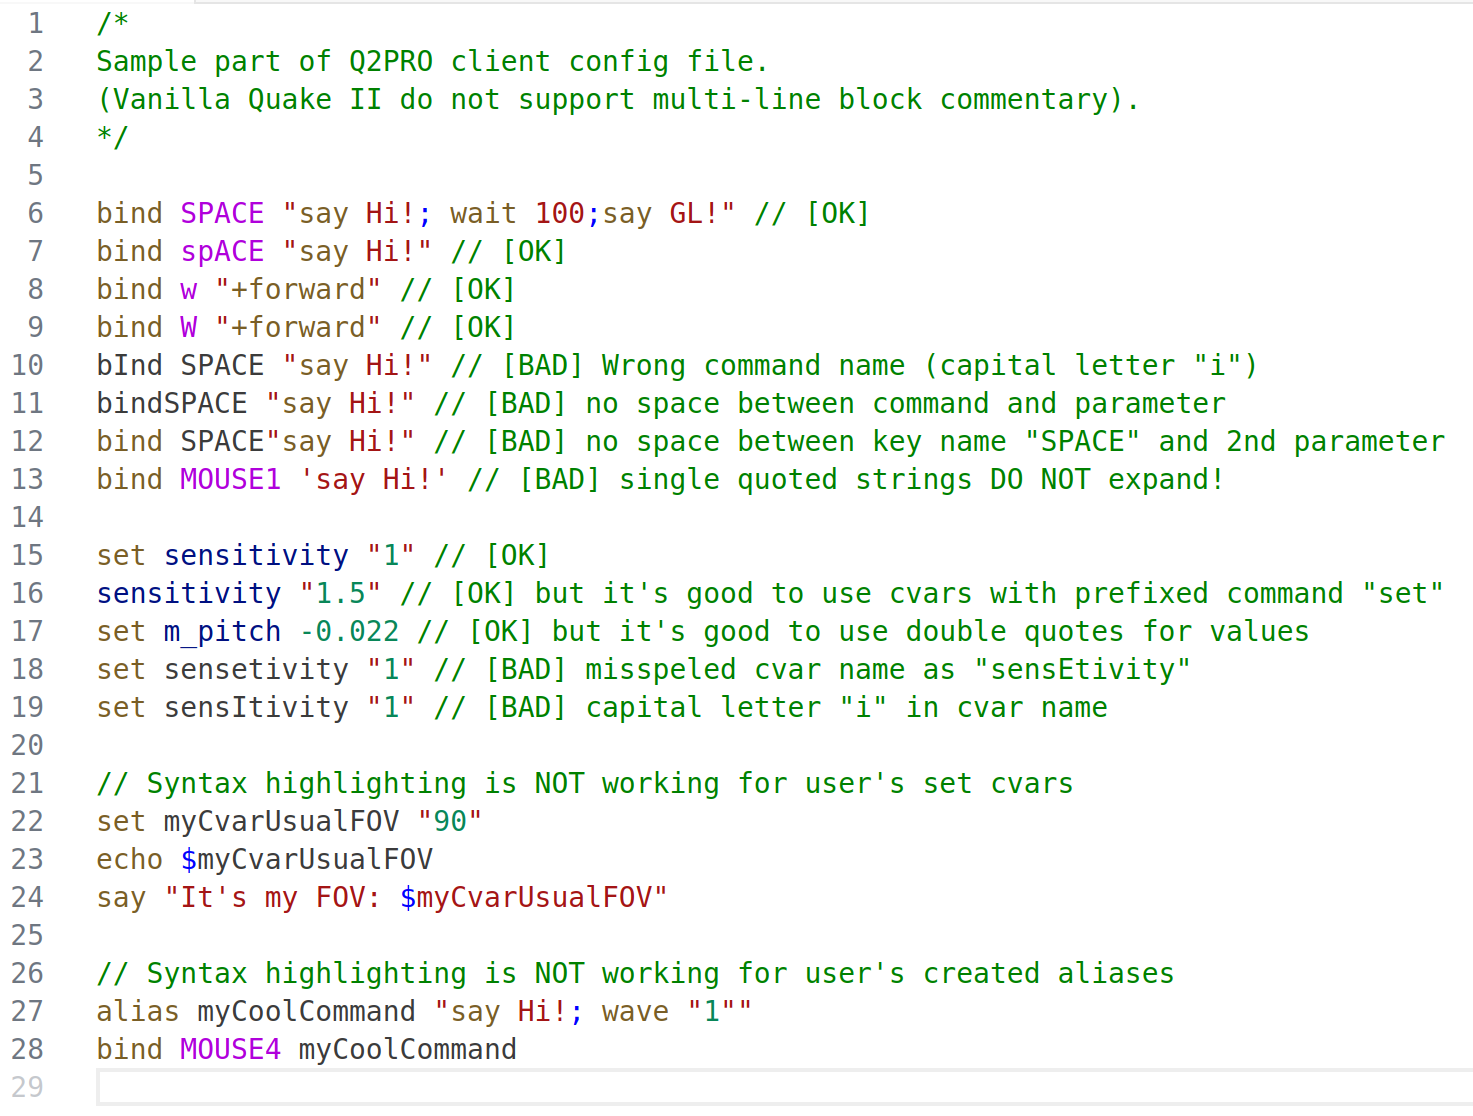 1 /*
2 Sample part of Q2PRO client config file.
3 (Vanilla Quake II do not support multi-line block commentary).
4 */
5
6 bind SPACE "say Hi!; wait 100;say GL!" // [OK]
7 bind spACE "say Hi!" // [OK]
8 bind w "+forward" // [OK]
9 bind W "+forward" // [OK]
10 bInd SPACE "say Hi!" // [BAD] Wrong command name (capital letter "i")
11 bindSPACE "say Hi!" // [BAD] no space between command and parameter
12 bind SPACE"say Hi!" // [BAD] no space between key name "SPACE" and 2nd parameter
13 bind MOUSE1 'say Hi!' // [BAD] single quoted strings DO NOT expand!
14
15 set sensitivity "1" // [OK]
16 sensitivity "1.5" // [OK] but it's good to use cvars with prefixed command "set"
17 set m_pitch -0.022 // [OK] but it's good to use double quotes for values
18 set sensetivity "1" // [BAD] misspeled cvar name as "sensEtivity"
19 set sensItivity "1" // [BAD] capital letter "i" in cvar name
20
21 // Syntax highlighting is NOT working for user's set cvars
22 set myCvarUsualFOV "90"
23 echo $myCvarUsualFOV
24 say "It's my FOV: $myCvarUsualFOV"
25
26 // Syntax highlighting is NOT working for user's created aliases
27 alias myCoolCommand "say Hi!; wave "1""
28 bind MOUSE4 myCoolCommand
29